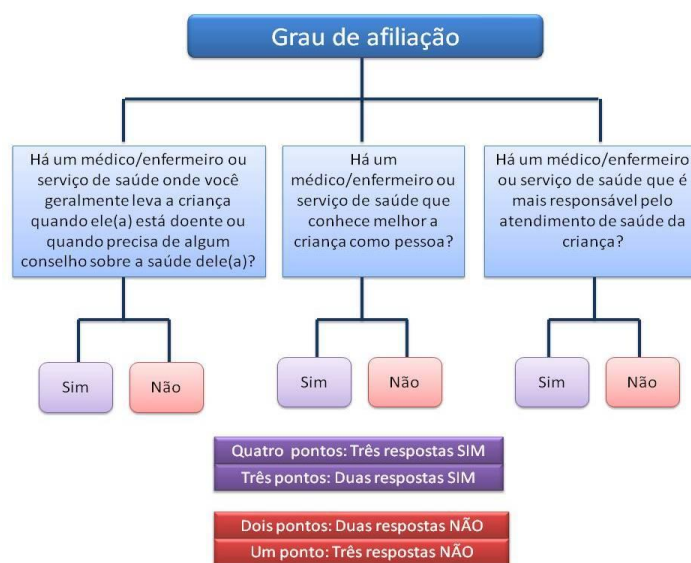 Grau de afiliação
Há um médico/enfermeiro ou
serviço de saúde onde você
geralmente leva a criança
quando ele(a) está doente ou
quando precisa de algum
conselho sobre a saúde dele(a)?
Há um
médico/enfermeiro ou
serviço de saúde que
conhece melhor a
criança como pessoa?
Há um médico/enfermeiro
ou serviço de saúde que é
mais responsável pelo
atendimento de saúde da
criança?
Sim
Não
Sim
Não
Sim
Não
Quatro pontos: Três respostas SIM
Três pontos: Duas respostas SIM
Dois pontos: Duas respostas NÃO
Um ponto: Três respostas NÃO